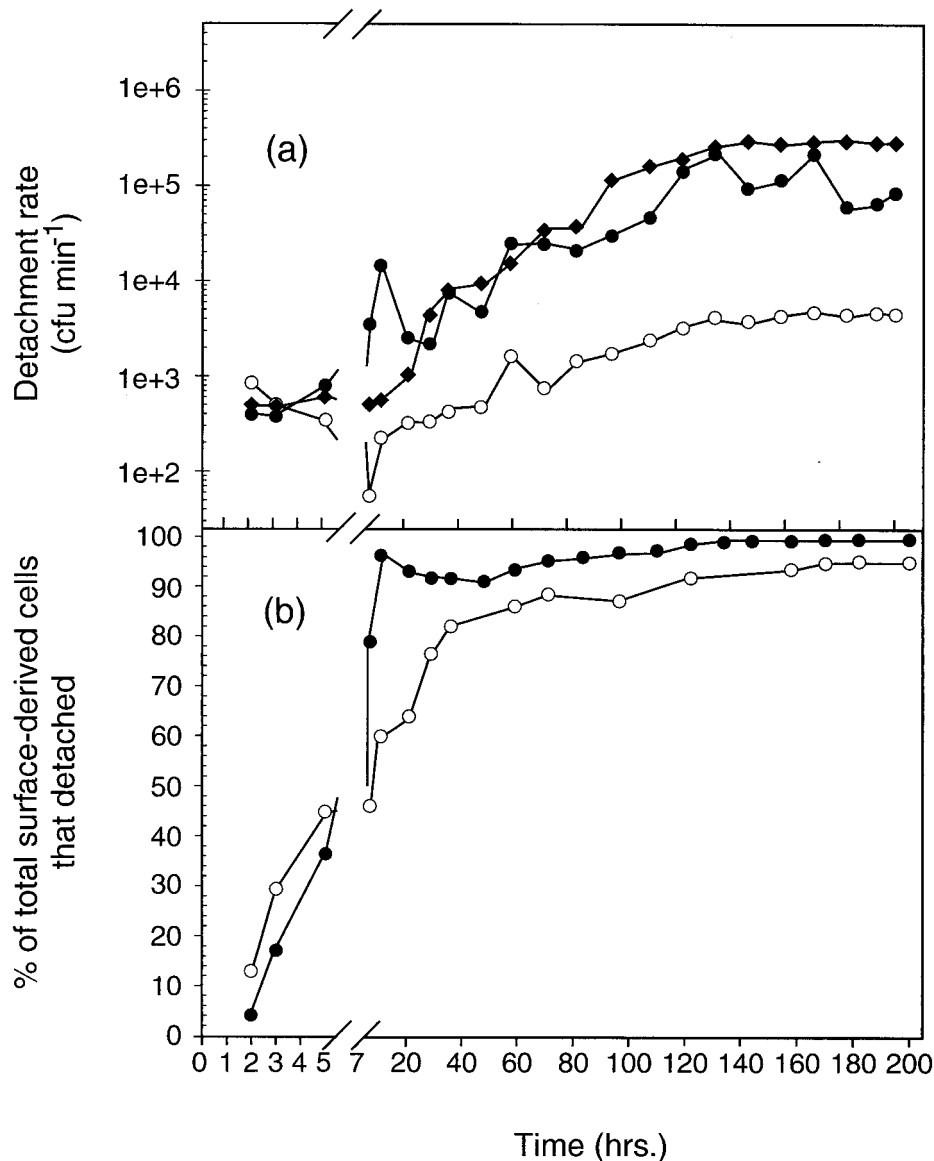 1e+6
1e+5
1e+4
1e+3
1e+2
Detachment rate
(cfu min-1)
(a)
100
90
80
70
60
50
40
30
20
10
0
% of total surface-derived cells
that detached
(b)
0 1 2 3 4 5 7 20 40 60 80 100 120 140 160 180 200
Time (hrs.)